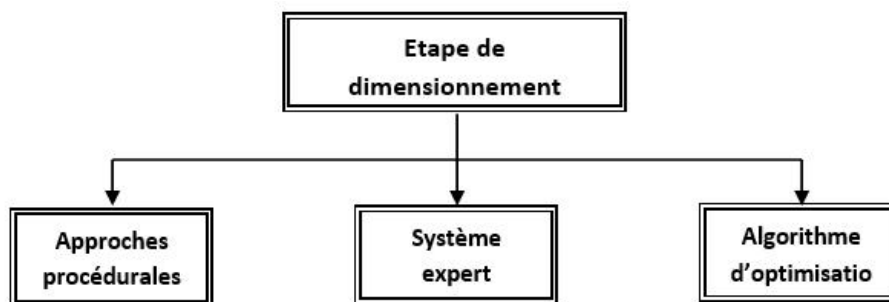 Etape de
dimensionnement
Approches
procédurales
Système
expert
Algorithme
d'optimisatio